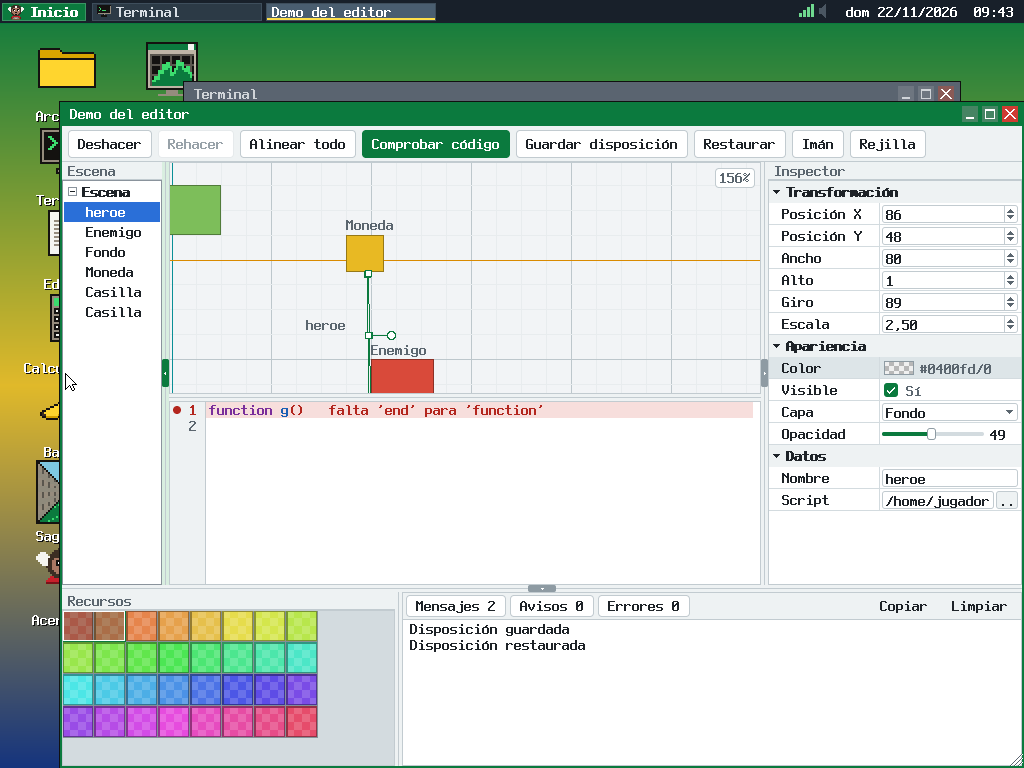 Inicio
Terminal
Demo del editor
dom 22/11/2026 09:43
Terminal
Demo del editor
Deshacer
Rehacer
Alinear todo
Comprobar código
Guardar disposición
Restaurar
Imán
Rejilla
Escena
Escena
heroe
Enemigo
Fondo
Moneda
Casilla
Casilla
156%
Moneda
heroe
Enemigo
1 function g() falta 'end' para 'function'
2
Inspector
Transformación
Posición X 86
Posición Y 48
Ancho 80
Alto 1
Giro 89
Escala 2,50
Apariencia
Color #0400fd/0
Visible Sí
Capa Fondo
Opacidad 49
Datos
Nombre heroe
Script /home/jugador ..
Recursos
Mensajes 2
Avisos 0
Errores 0
Copiar
Limpiar
Disposición guardada
Disposición restaurada